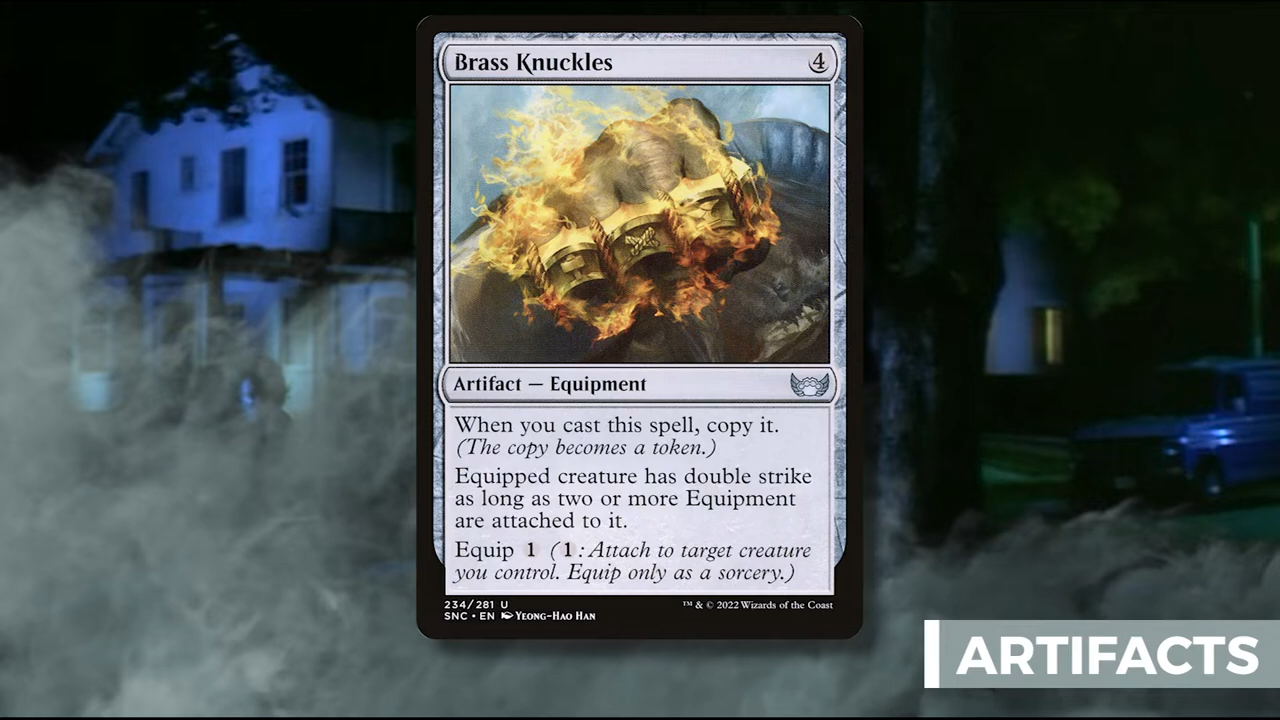 Brass Knuckles 4
Artifact — Equipment
When you cast this spell, copy it.
(The copy becomes a token.)
Equipped creature has double strike
as long as two or more Equipment
are attached to it.
Equip 1 (1: Attach to target creature
you control. Equip only as a sorcery.)
234/281 U ™ & © 2022 Wizards of the Coast
SNC • EN Yeong-Hao Han
ARTIFACTS